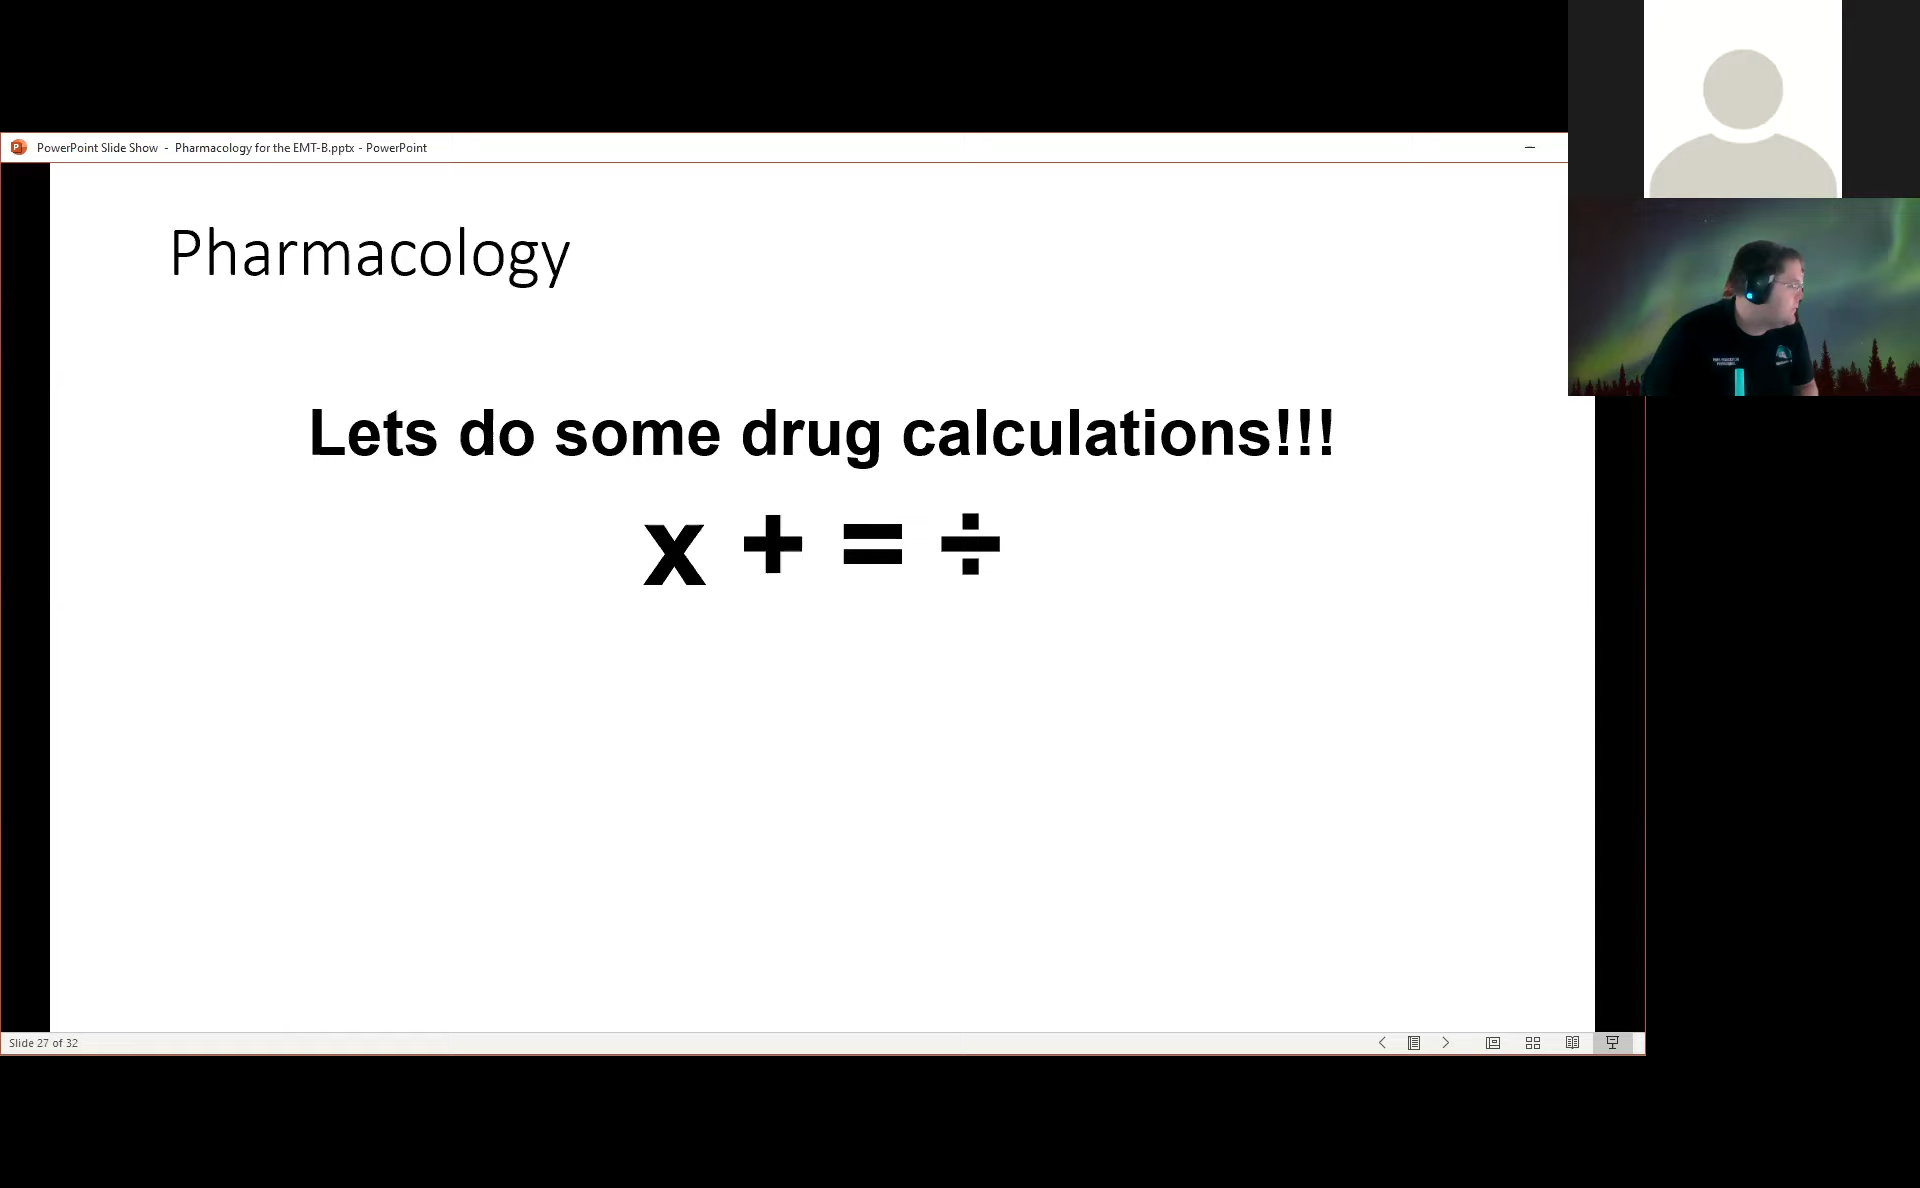 PowerPoint Slide Show - Pharmacology for the EMT-B.pptx - PowerPoint
Pharmacology
Lets do some drug calculations!!!
x + = ÷
Slide 27 of 32